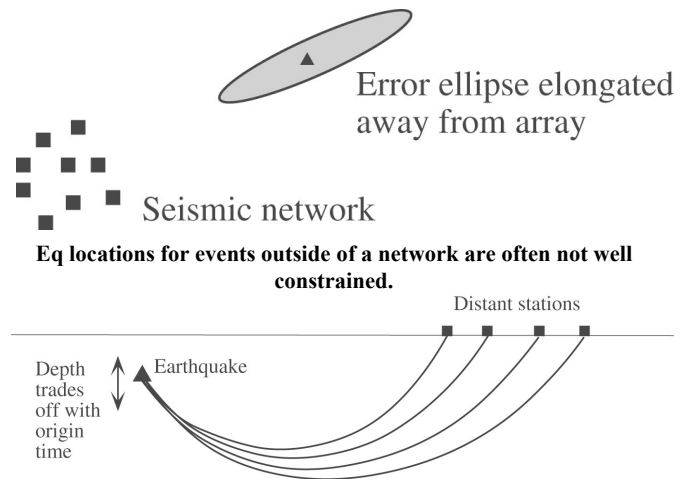 Error ellipse elongated
away from array
Seismic network
Eq locations for events outside of a network are often not well
constrained.
Distant stations
Earthquake
Depth
trades
off with
origin
time